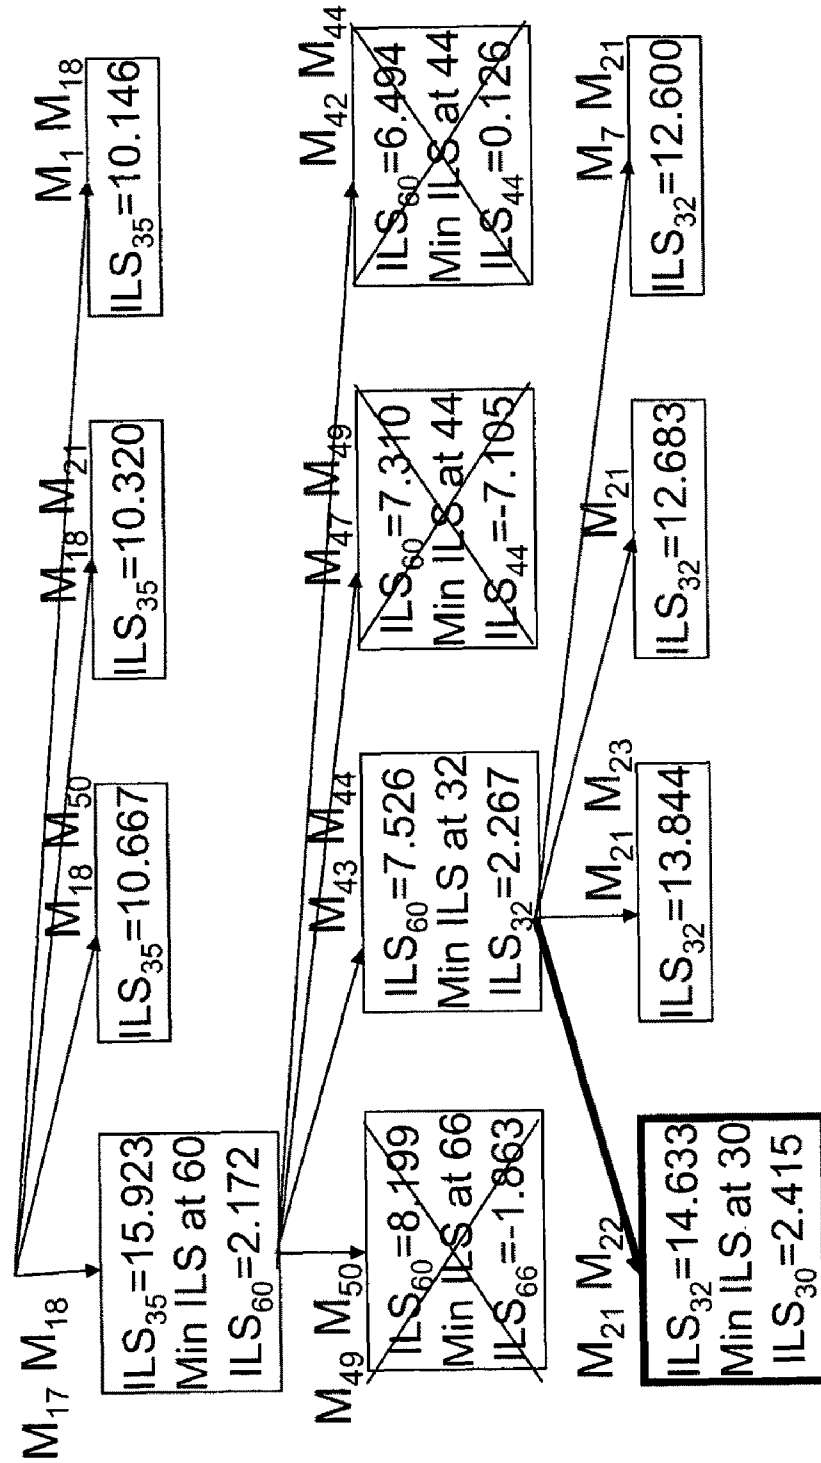 M17 M18
ILS35=15.923
Min ILS at 60
ILS60=2.172
M18 M50
ILS35=10.667
M18 M21
ILS35=10.320
M1 M18
ILS35=10.146
M49 M50
ILS60=8.199
Min ILS at 66
ILS66=-1.863
M43 M44
ILS60=7.526
Min ILS at 32
ILS32=2.267
M47 M49
ILS60=7.310
Min ILS at 44
ILS44=-7.105
M42 M44
ILS60=6.494
Min ILS at 44
ILS44=0.126
M21 M22
ILS32=14.633
Min ILS at 30
ILS30=2.415
M21 M23
ILS32=13.844
M21
ILS32=12.683
M7 M21
ILS32=12.600